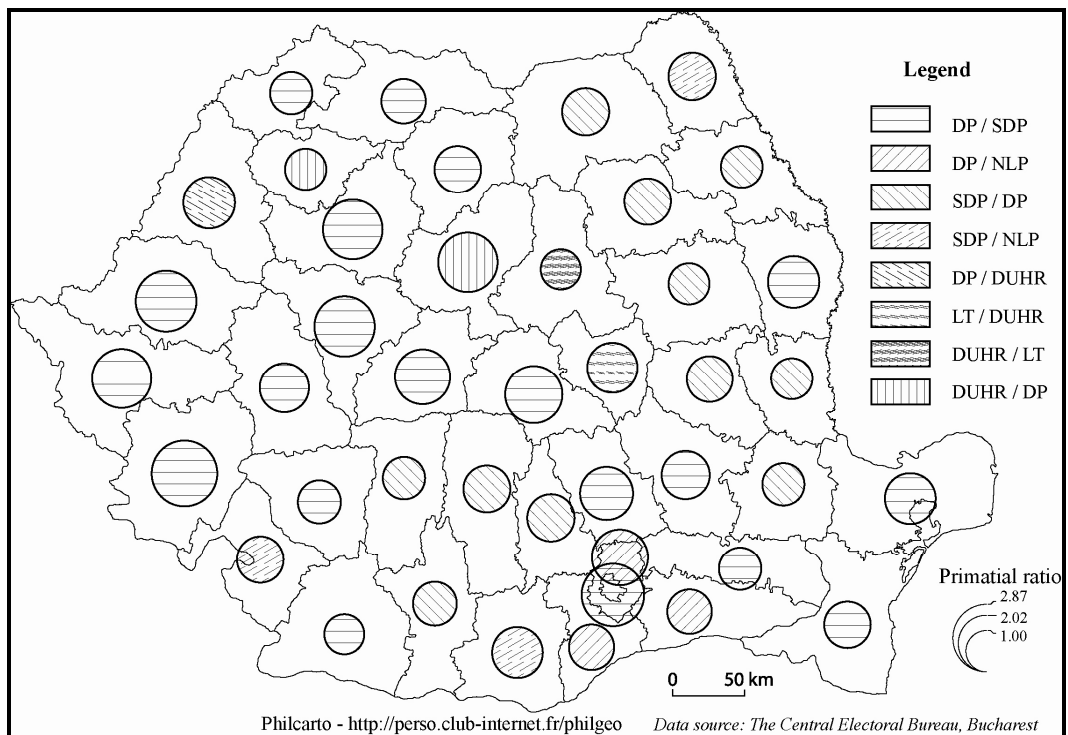 Legend
DP / SDP
DP / NLP
SDP / DP
SDP / NLP
DP / DUHR
LT / DUHR
DUHR / LT
DUHR / DP
Primatial ratio
2.87
2.02
1.00
0 50 km
Philcarto - http://perso.club-internet.fr/philgeo Data source: The Central Electoral Bureau, Bucharest